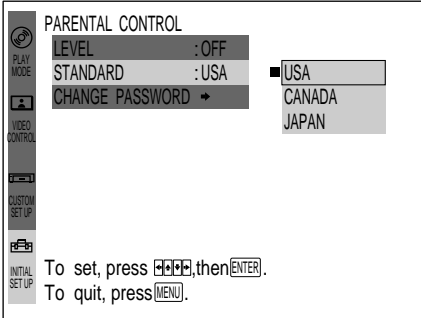 PARENTAL CONTROL
PLAY
MODE
LEVEL : OFF
STANDARD : USA
CHANGE PASSWORD
USA
CANADA
JAPAN
VIDEO
CONTROL
CUSTOM
SET UP
INITIAL
SET UP
To set, press ,then ENTER.
To quit, press MENU.